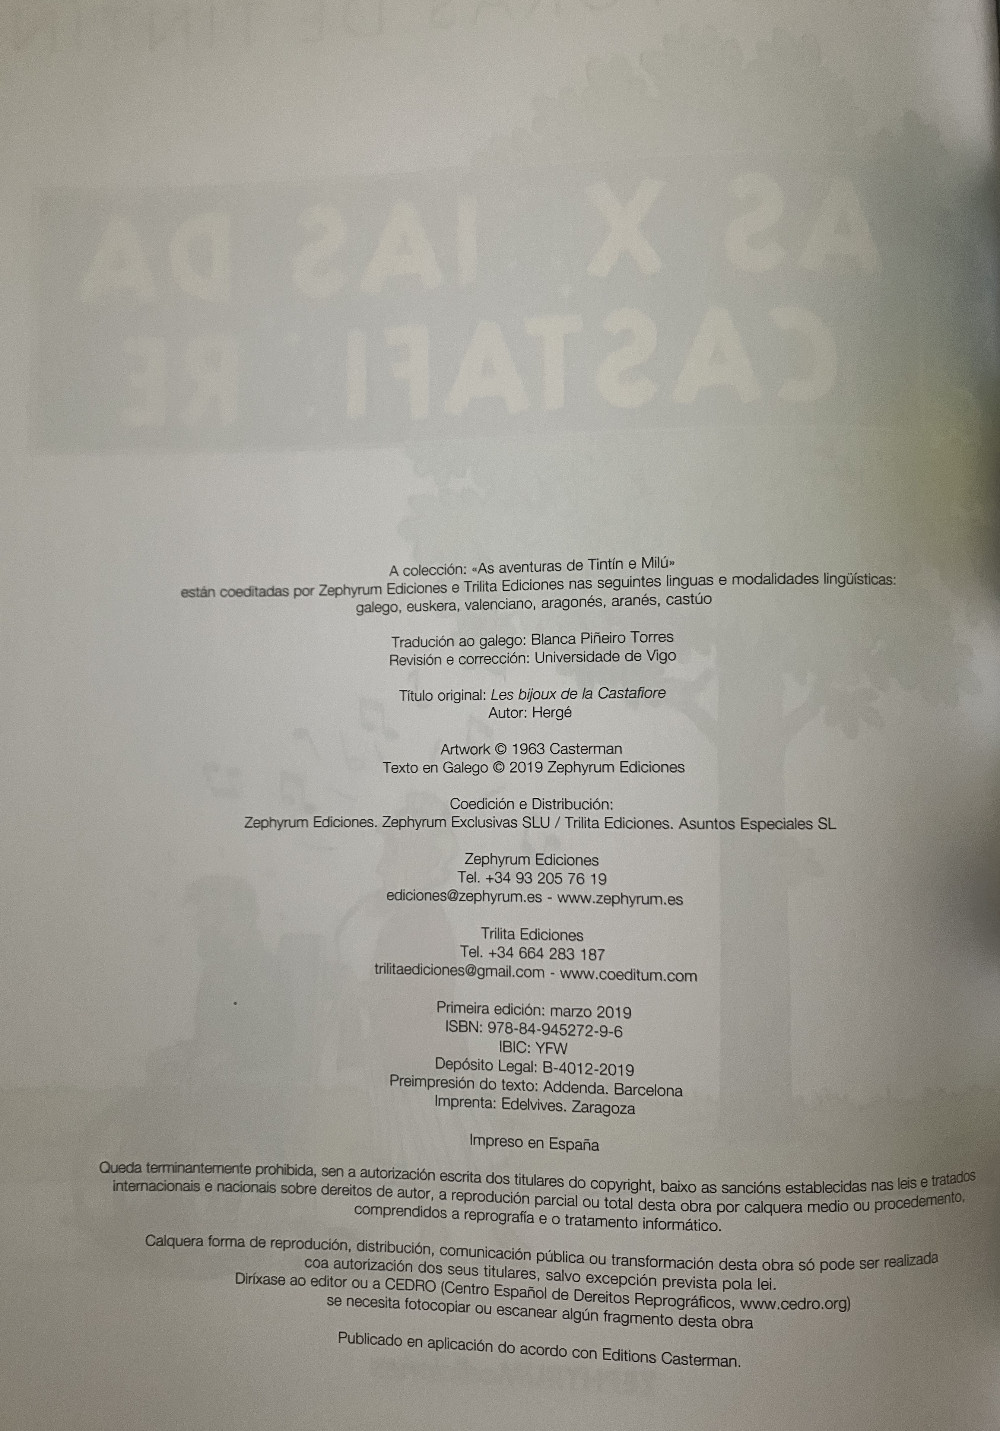 A colección: «As aventuras de Tintín e Milú»
están coeditadas por Zephyrum Ediciones e Trilita Ediciones nas seguintes linguas e modalidades lingüísticas:
galego, euskera, valenciano, aragonés, aranés, castúo
Tradución ao galego: Blanca Piñeiro Torres
Revisión e corrección: Universidade de Vigo
Título original: Les bijoux de la Castafiore
Autor: Hergé
Artwork © 1963 Casterman
Texto en Galego © 2019 Zephyrum Ediciones
Coedición e Distribución:
Zephyrum Ediciones. Zephyrum Exclusivas SLU / Trilita Ediciones. Asuntos Especiales SL
Zephyrum Ediciones
Tel. +34 93 205 76 19
ediciones@zephyrum.es - www.zephyrum.es
Trilita Ediciones
Tel. +34 664 283 187
trilitaediciones@gmail.com - www.coeditum.com
Primeira edición: marzo 2019
ISBN: 978-84-945272-9-6
IBIC: YFW
Depósito Legal: B-4012-2019
Preimpresión do texto: Addenda. Barcelona
Imprenta: Edelvives. Zaragoza
Impreso en España
Queda terminantemente prohibida, sen a autorización escrita dos titulares do copyright, baixo as sancións establecidas nas leis e tratados
internacionais e nacionais sobre dereitos de autor, a reprodución parcial ou total desta obra por calquera medio ou procedemento,
comprendidos a reprografía e o tratamento informático.
Calquera forma de reprodución, distribución, comunicación pública ou transformación desta obra só pode ser realizada
coa autorización dos seus titulares, salvo excepción prevista pola lei.
Diríxase ao editor ou a CEDRO (Centro Español de Dereitos Reprográficos, www.cedro.org)
se necesita fotocopiar ou escanear algún fragmento desta obra
Publicado en aplicación do acordo con Editions Casterman.